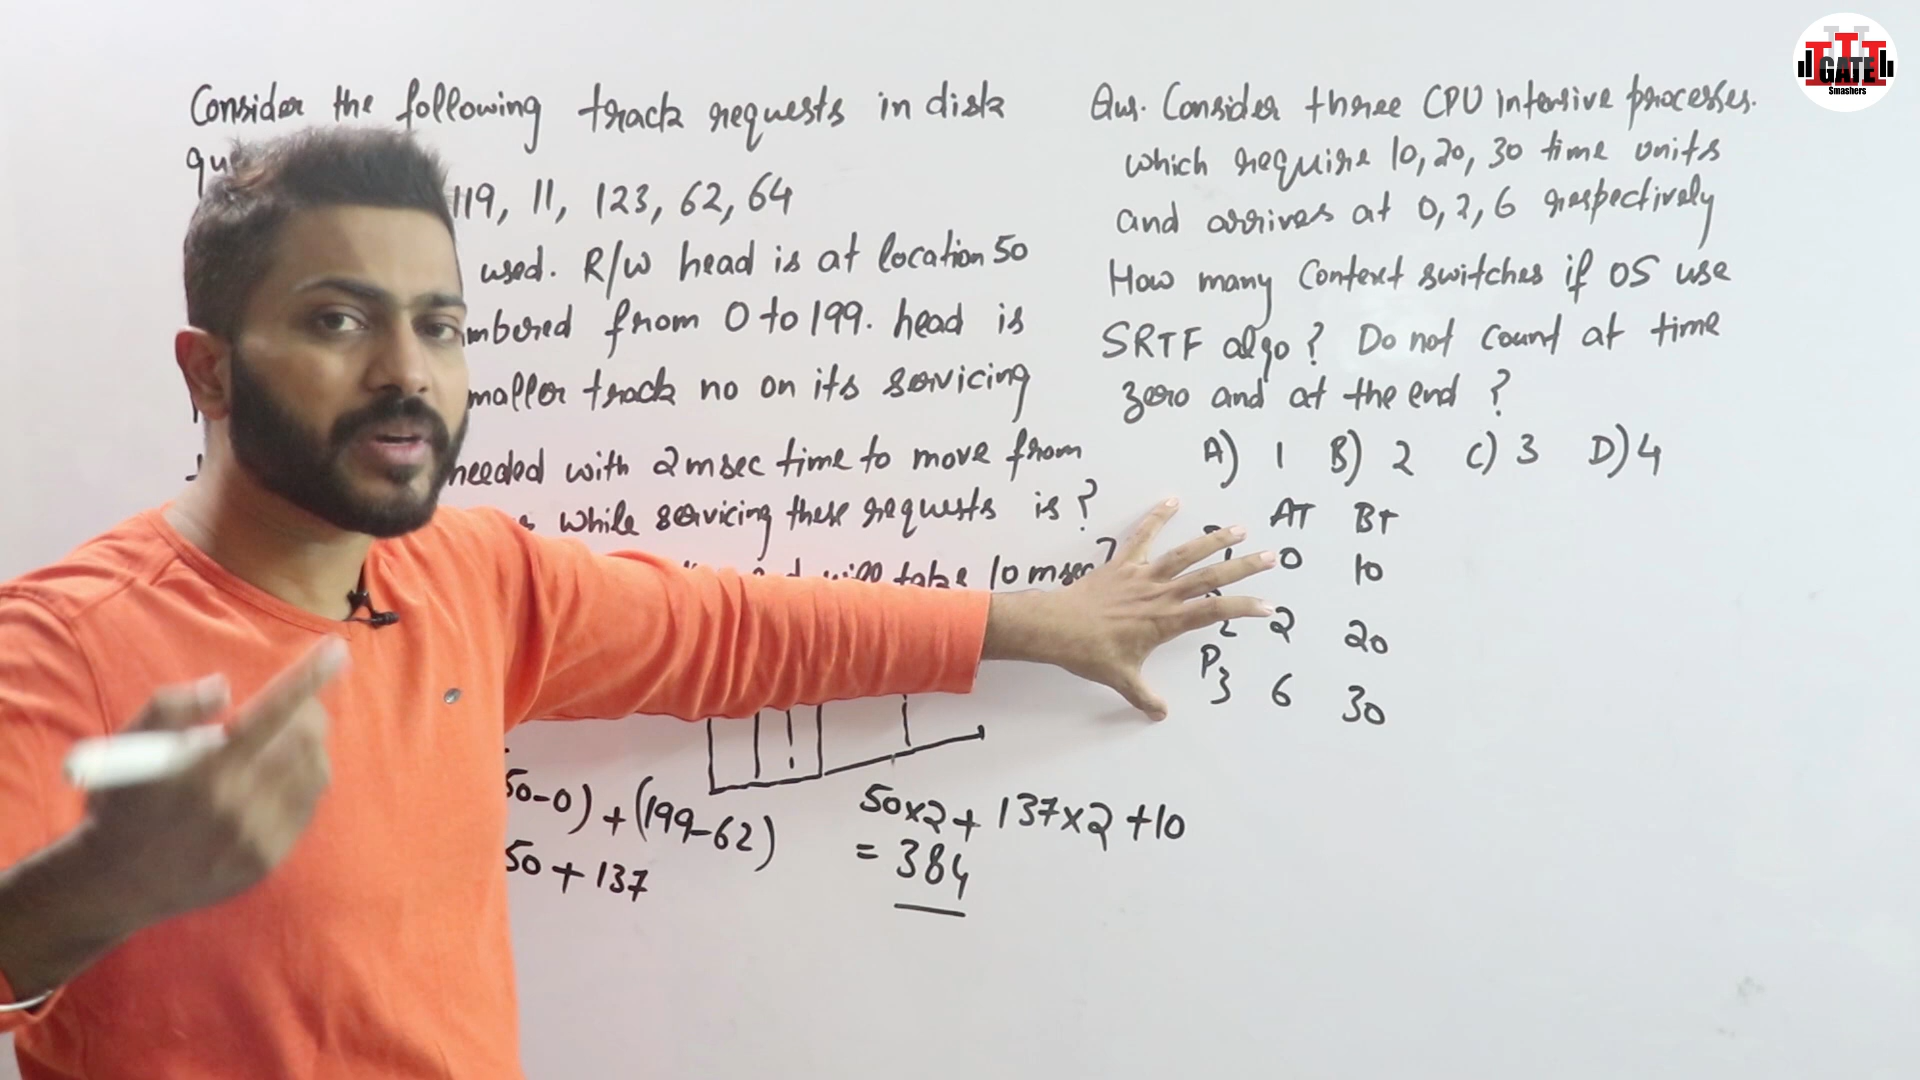 Consider the following track requests in disk
119, 11, 123, 62, 64
used. R/W head is at location 50
mbered from 0 to 199. head is
maller track no on its servicing
needed with 2 msec time to move from
while servicing these requests is ?
will take 10 msec ?
50-0) + (199-62)
50 + 137
50x2 + 137x2 + 10
= 384
Que. Consider three CPU intensive processes.
which require 10, 20, 30 time units
and arrives at 0, 2, 6 respectively
How many Context switches if OS use
SRTF algo ? Do not count at time
zero and at the end ?
A) 1 B) 2 C) 3 D) 4
AT BT
1 0 10
2 2 20
P3 6 30
GATE
Smashers